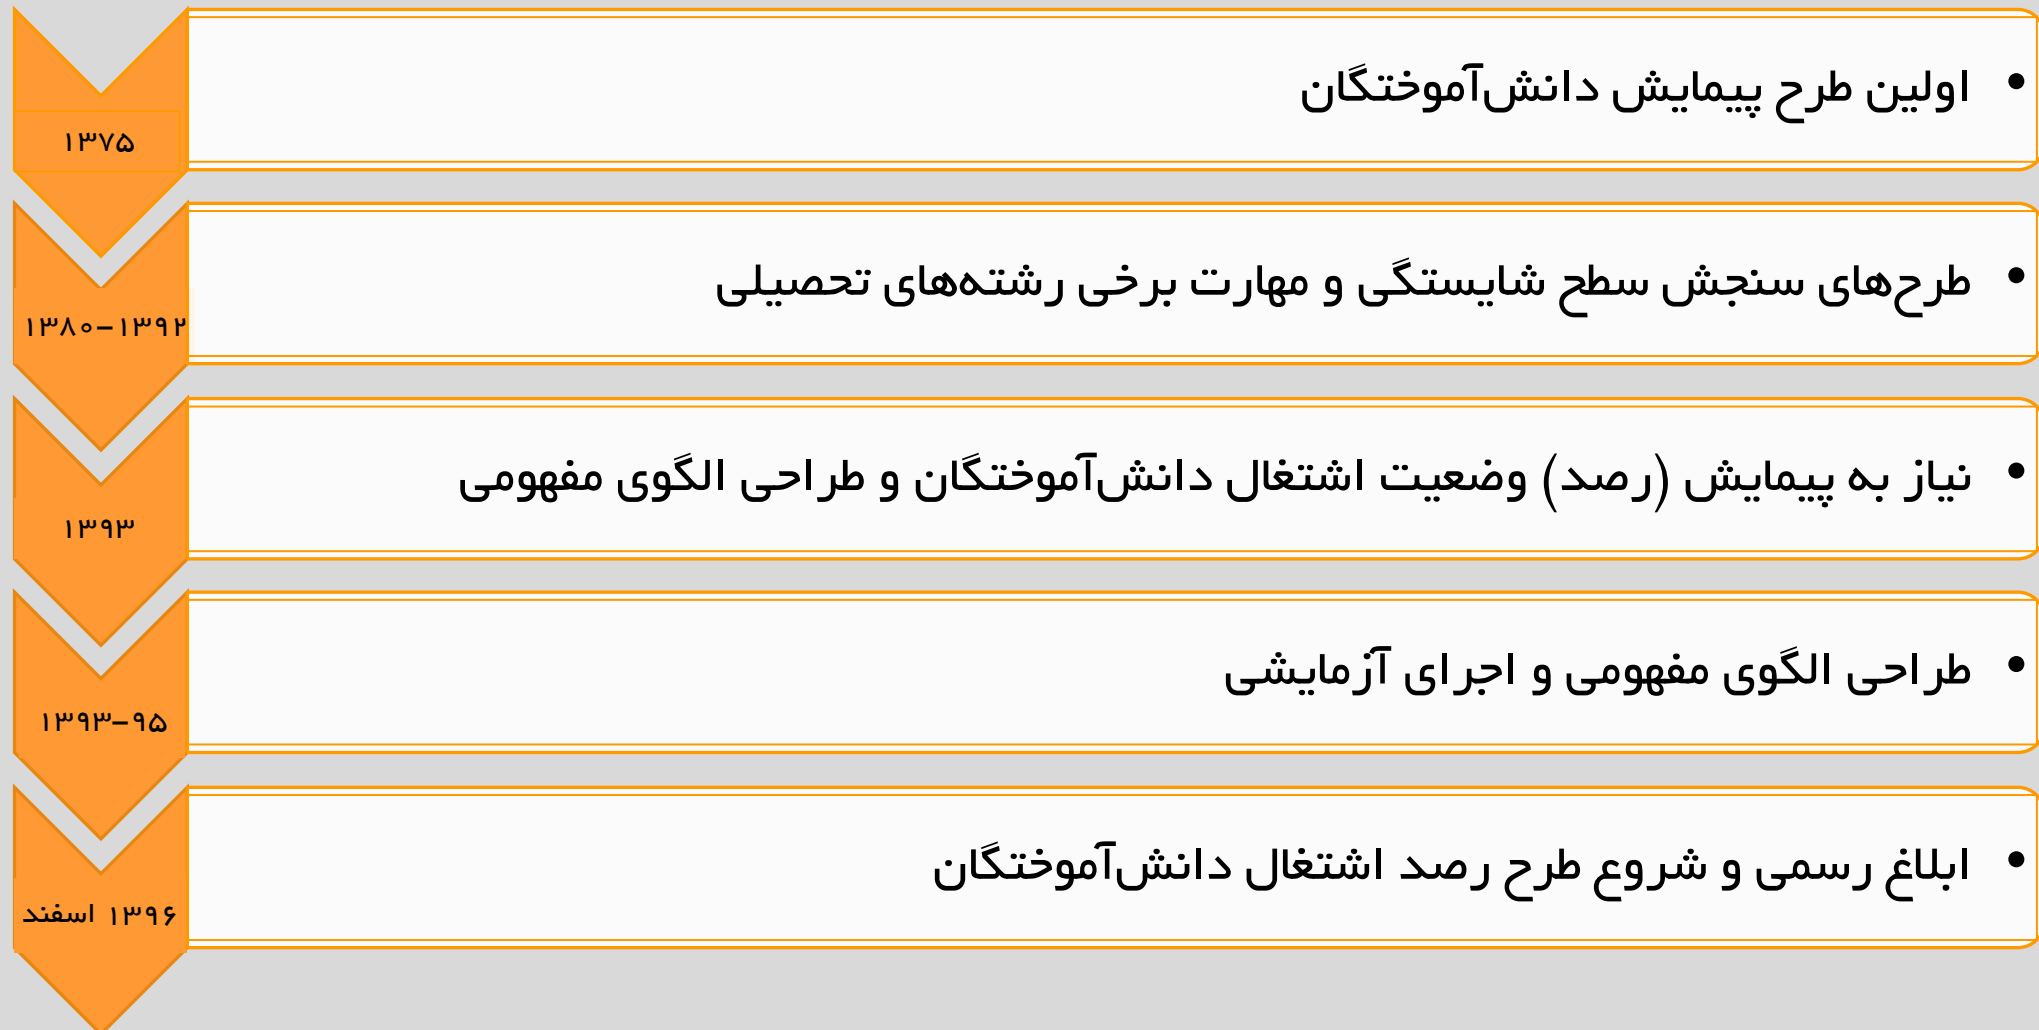 ۱۳۷۵
• اولین طرح پیمایش دانش‌آموختگان
۱۳۸۰-۱۳۹۲
• طرح‌های سنجش سطح شایستگی و مهارت برخی رشته‌های تحصیلی
۱۳۹۳
• نیاز به پیمایش (رصد) وضعیت اشتغال دانش‌آموختگان و طراحی الگوی مفهومی
۱۳۹۳-۹۵
• طراحی الگوی مفهومی و اجرای آزمایشی
۱۳۹۶ اسفند
• ابلاغ رسمی و شروع طرح رصد اشتغال دانش‌آموختگان